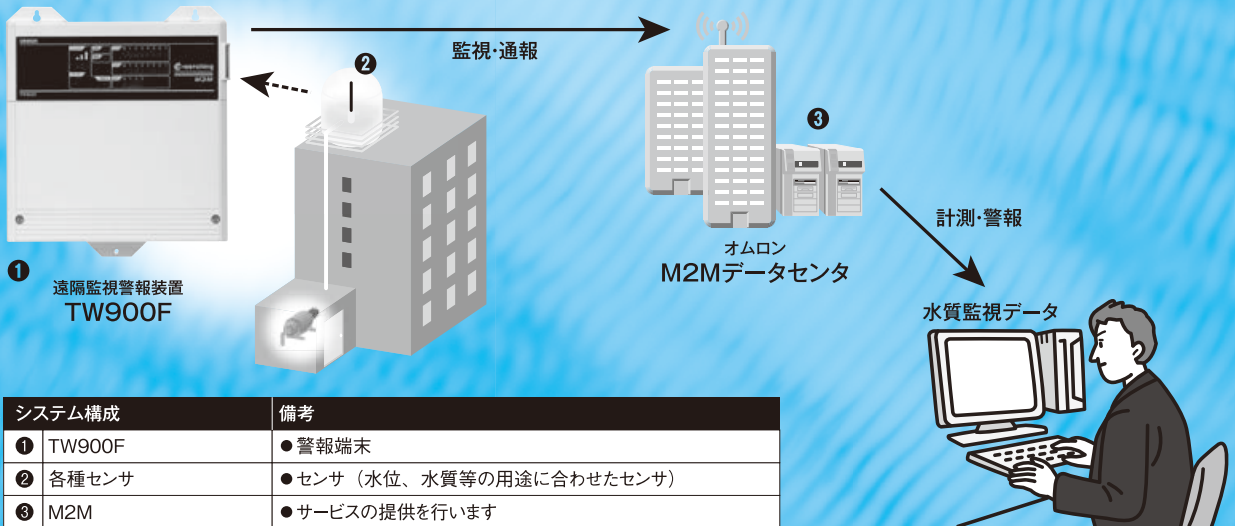 監視・通報
❷
❸
計測・警報
オムロン
M2Mデータセンタ
❶
遠隔監視警報装置
TW900F
水質監視データ
システム構成 備考
❶ TW900F ●警報端末
❷ 各種センサ ●センサ（水位、水質等の用途に合わせたセンサ）
❸ M2M ●サービスの提供を行います